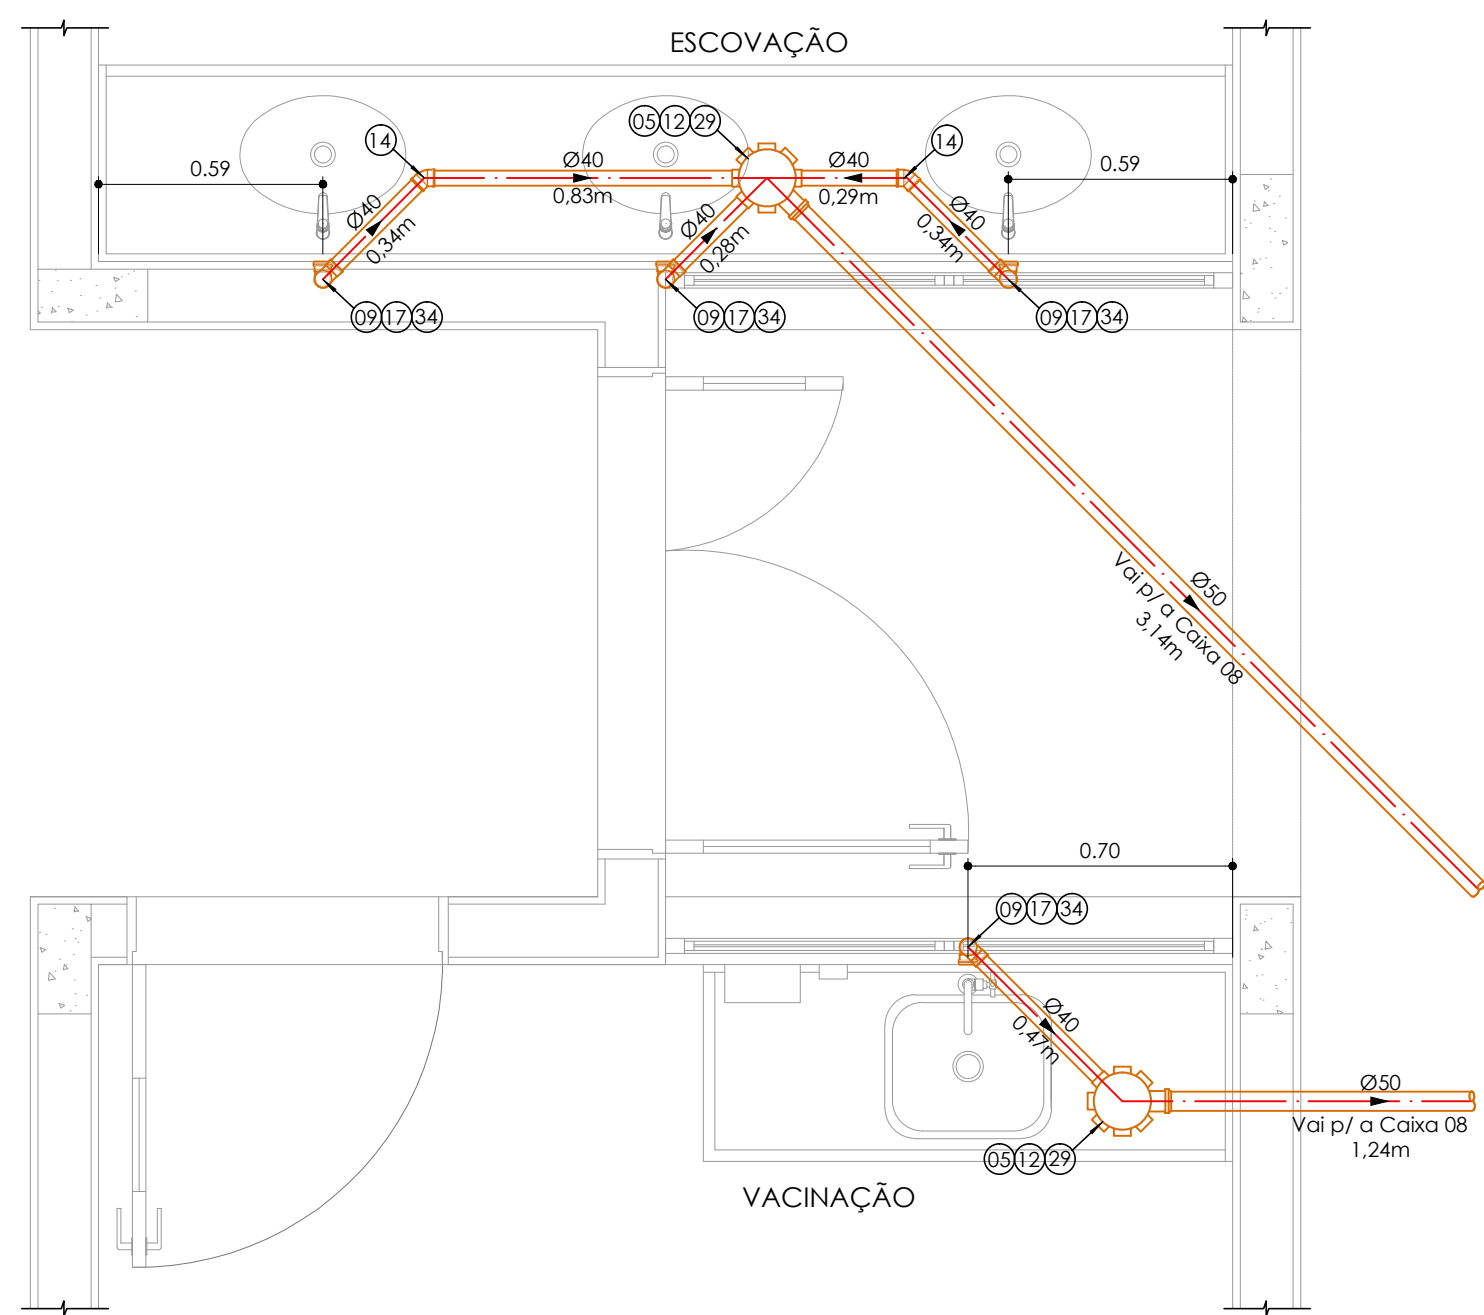 ESCOVAÇÃO
05 12 29
14
14
Ø40
Ø40
0.59
0.59
0,83m
0,29m
Ø40
0,34m
Ø40
0,28m
Ø40
0,34m
09 17 34
09 17 34
09 17 34
Ø50
Vai p/ a Caixa 08
3,14m
0.70
09 17 34
Ø40
0,47m
Ø50
Vai p/ a Caixa 08
1,24m
05 12 29
VACINAÇÃO